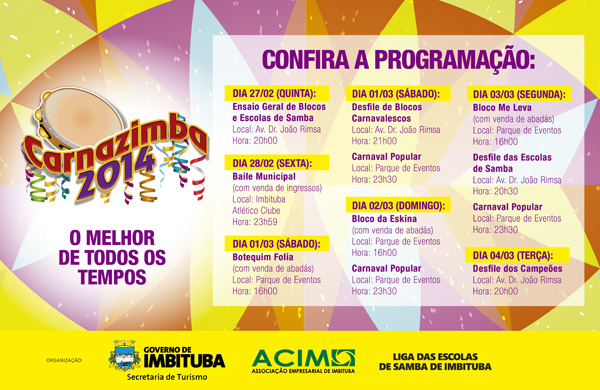 Carnazimba
2014
O MELHOR
DE TODOS OS
TEMPOS
CONFIRA A PROGRAMAÇÃO:
DIA 27/02 (QUINTA):
Ensaio Geral de Blocos
e Escolas de Samba
Local: Av. Dr. João Rimsa
Hora: 20h00
DIA 28/02 (SEXTA):
Baile Municipal
(com venda de ingressos)
Local: Imbituba
Atlético Clube
Hora: 23h59
DIA 01/03 (SÁBADO):
Botequim Folia
(com venda de abadás)
Local: Parque de Eventos
Hora: 16h00
DIA 01/03 (SÁBADO):
Desfile de Blocos
Carnavalescos
Local: Av. Dr. João Rimsa
Hora: 21h00
Carnaval Popular
Local: Parque de Eventos
Hora: 23h30
DIA 02/03 (DOMINGO):
Bloco da Eskina
(com venda de abadás)
Local: Parque de Eventos
Hora: 16h00
Carnaval Popular
Local: Parque de Eventos
Hora: 23h30
DIA 03/03 (SEGUNDA):
Bloco Me Leva
(com venda de abadás)
Local: Parque de Eventos
Hora: 16h00
Desfile das Escolas
de Samba
Local: Av. Dr. João Rimsa
Hora: 20h30
Carnaval Popular
Local: Parque de Eventos
Hora: 23h30
DIA 04/03 (TERÇA):
Desfile dos Campeões
Local: Av. Dr. João Rimsa
Hora: 20h00
ORGANIZAÇÃO:
GOVERNO DE
IMBITUBA
Secretaria de Turismo
ACIM
ASSOCIAÇÃO EMPRESARIAL DE IMBITUBA
LIGA DAS ESCOLAS
DE SAMBA DE IMBITUBA